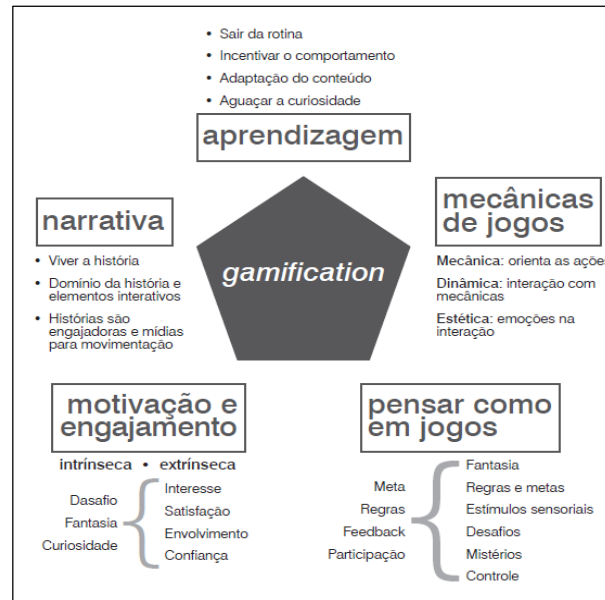 • Sair da rotina
• Incentivar o comportamento
• Adaptação do conteúdo
• Aguaçar a curiosidade
aprendizagem
narrativa
• Viver a história
• Domínio da história e
elementos interativos
• Histórias são
engajadoras e mídias
para movimentação
gamification
mecânicas
de jogos
Mecânica: orienta as ações
Dinâmica: interação com
mecânicas
Estética: emoções na
interação
motivação e
engajamento
intrínseca • extrínseca
Dasafio
Fantasia
Curiosidade
Interesse
Satisfação
Envolvimento
Confiança
pensar como
em jogos
Meta
Regras
Feedback
Participação
Fantasia
Regras e metas
Estímulos sensoriais
Desafios
Mistérios
Controle